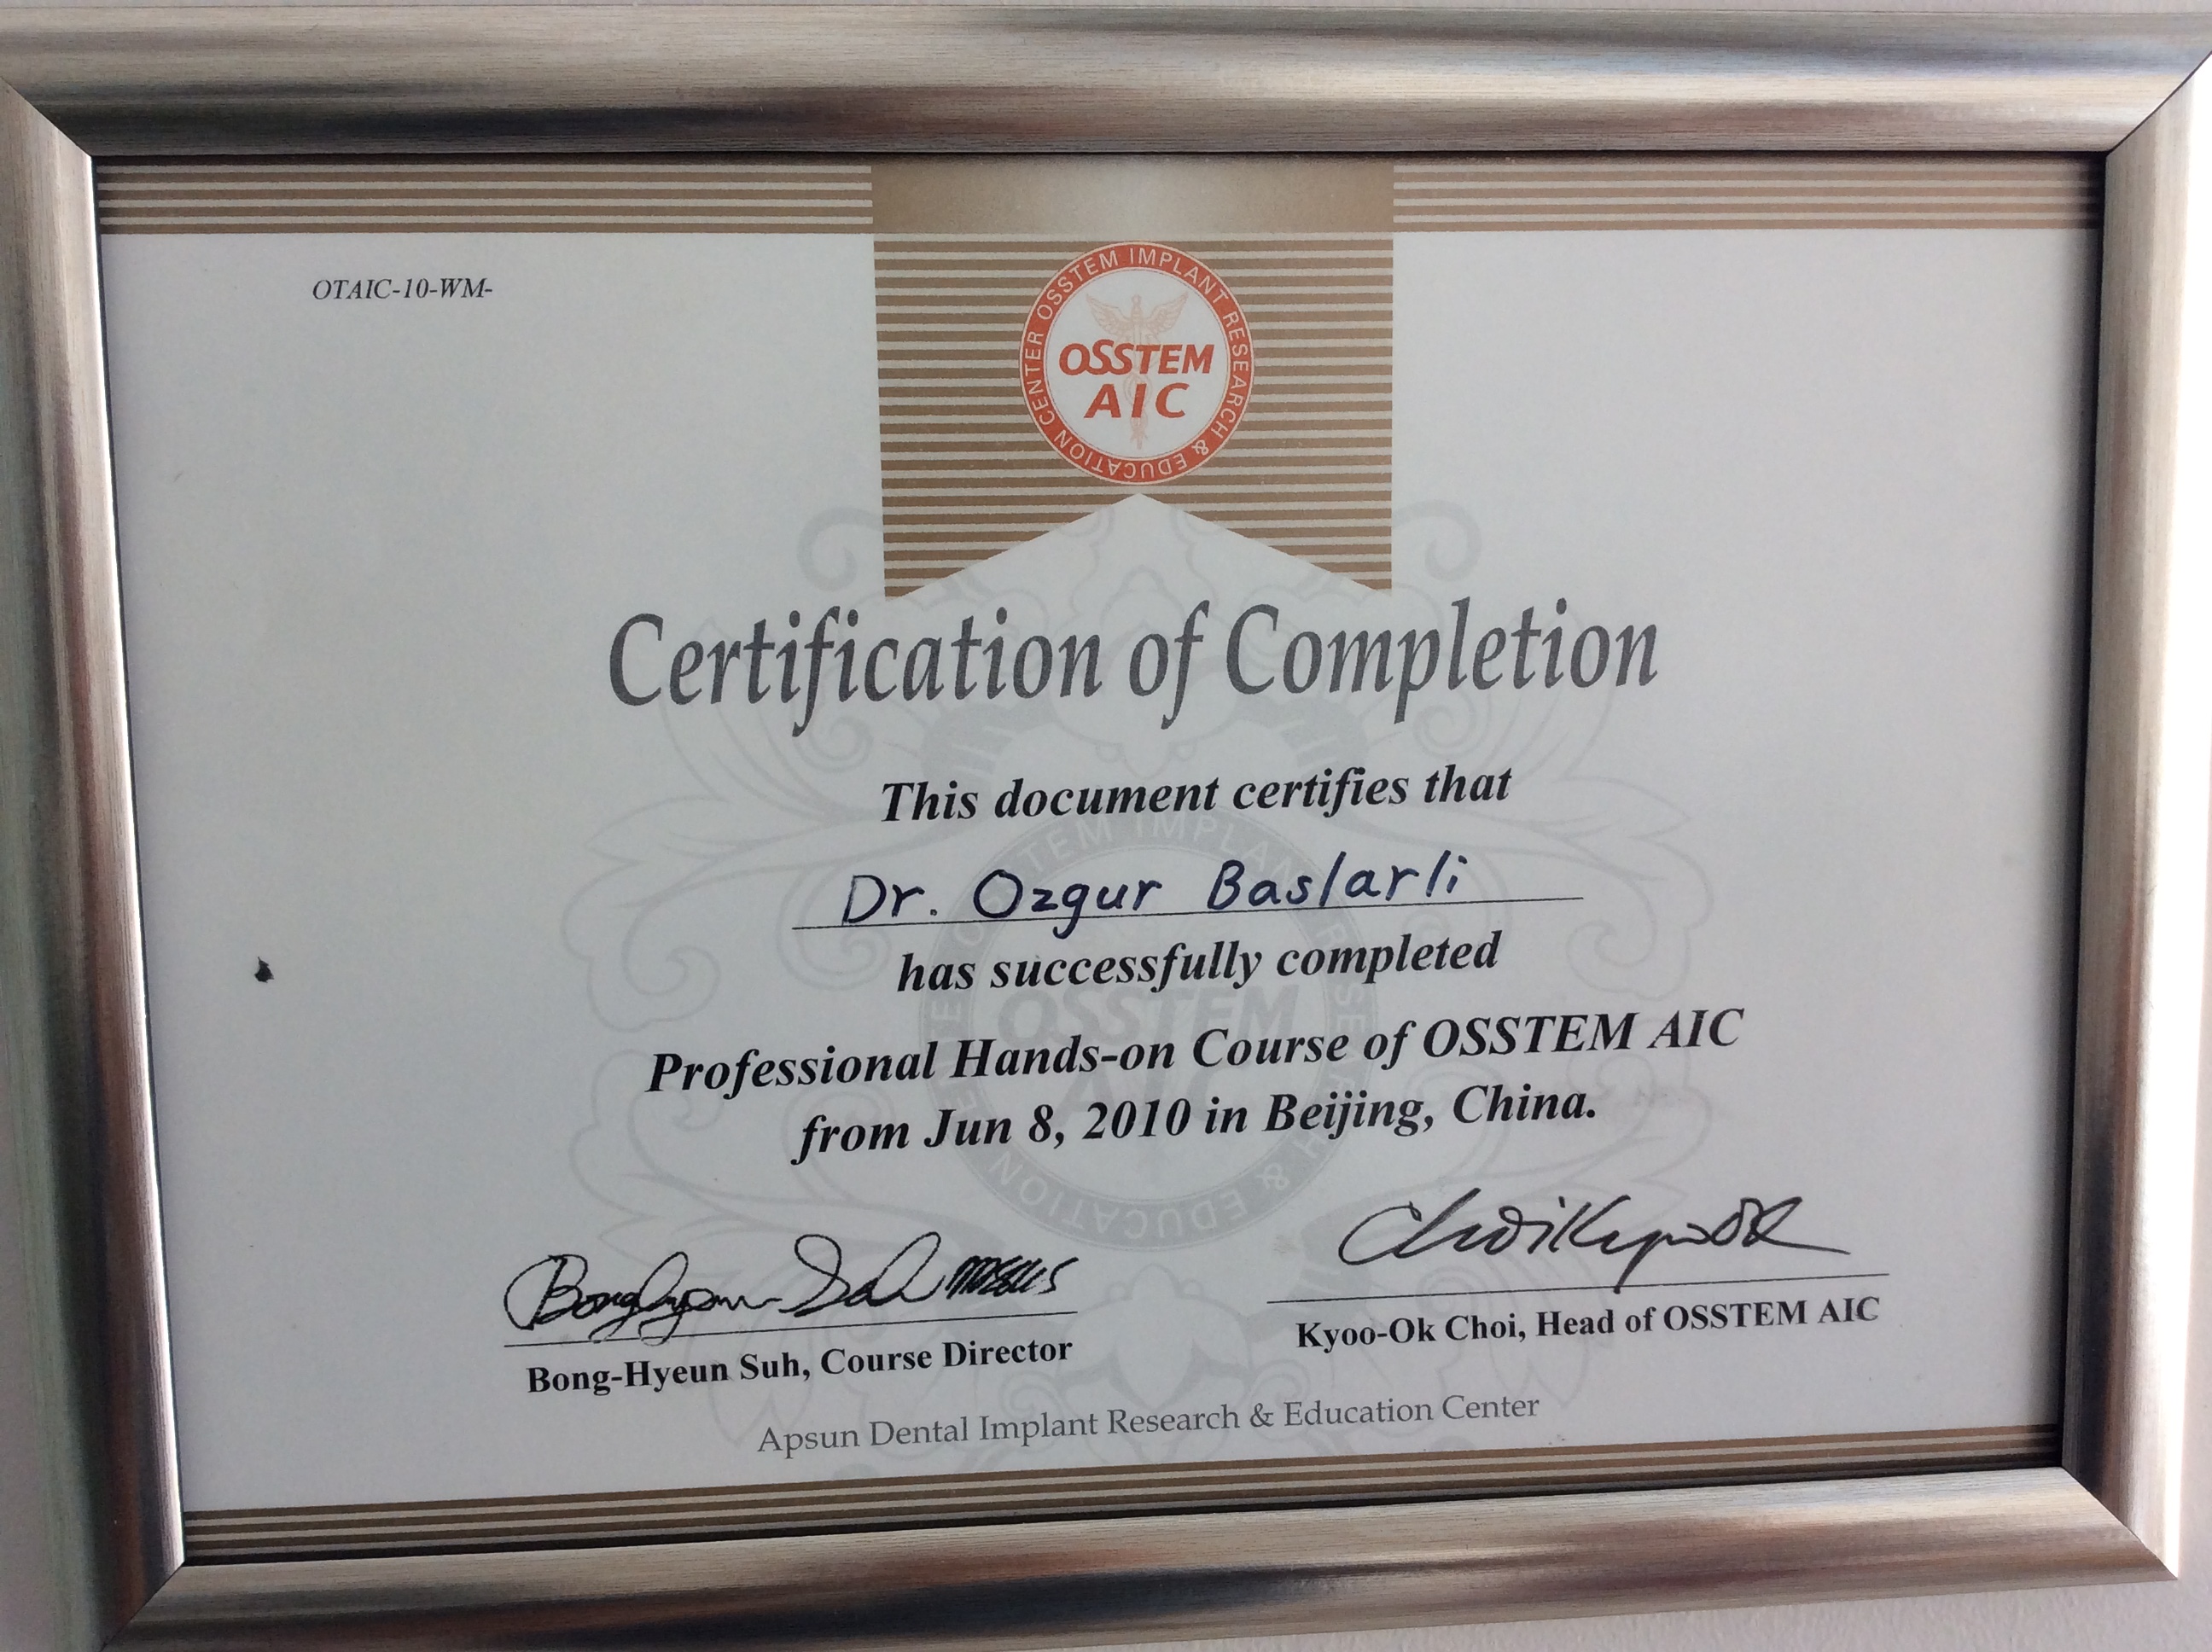 OTAIC-10-WM-
OSSTEM IMPLANT RESEARCH & EDUCATION CENTER
OSSTEM
AIC
Certification of Completion
This document certifies that
Dr. Ozgur Baslarli
has successfully completed
Professional Hands-on Course of OSSTEM AIC
from Jun 8, 2010 in Beijing, China.
Bong-Hyeun Suh, Course Director
Kyoo-Ok Choi, Head of OSSTEM AIC
Apsun Dental Implant Research & Education Center